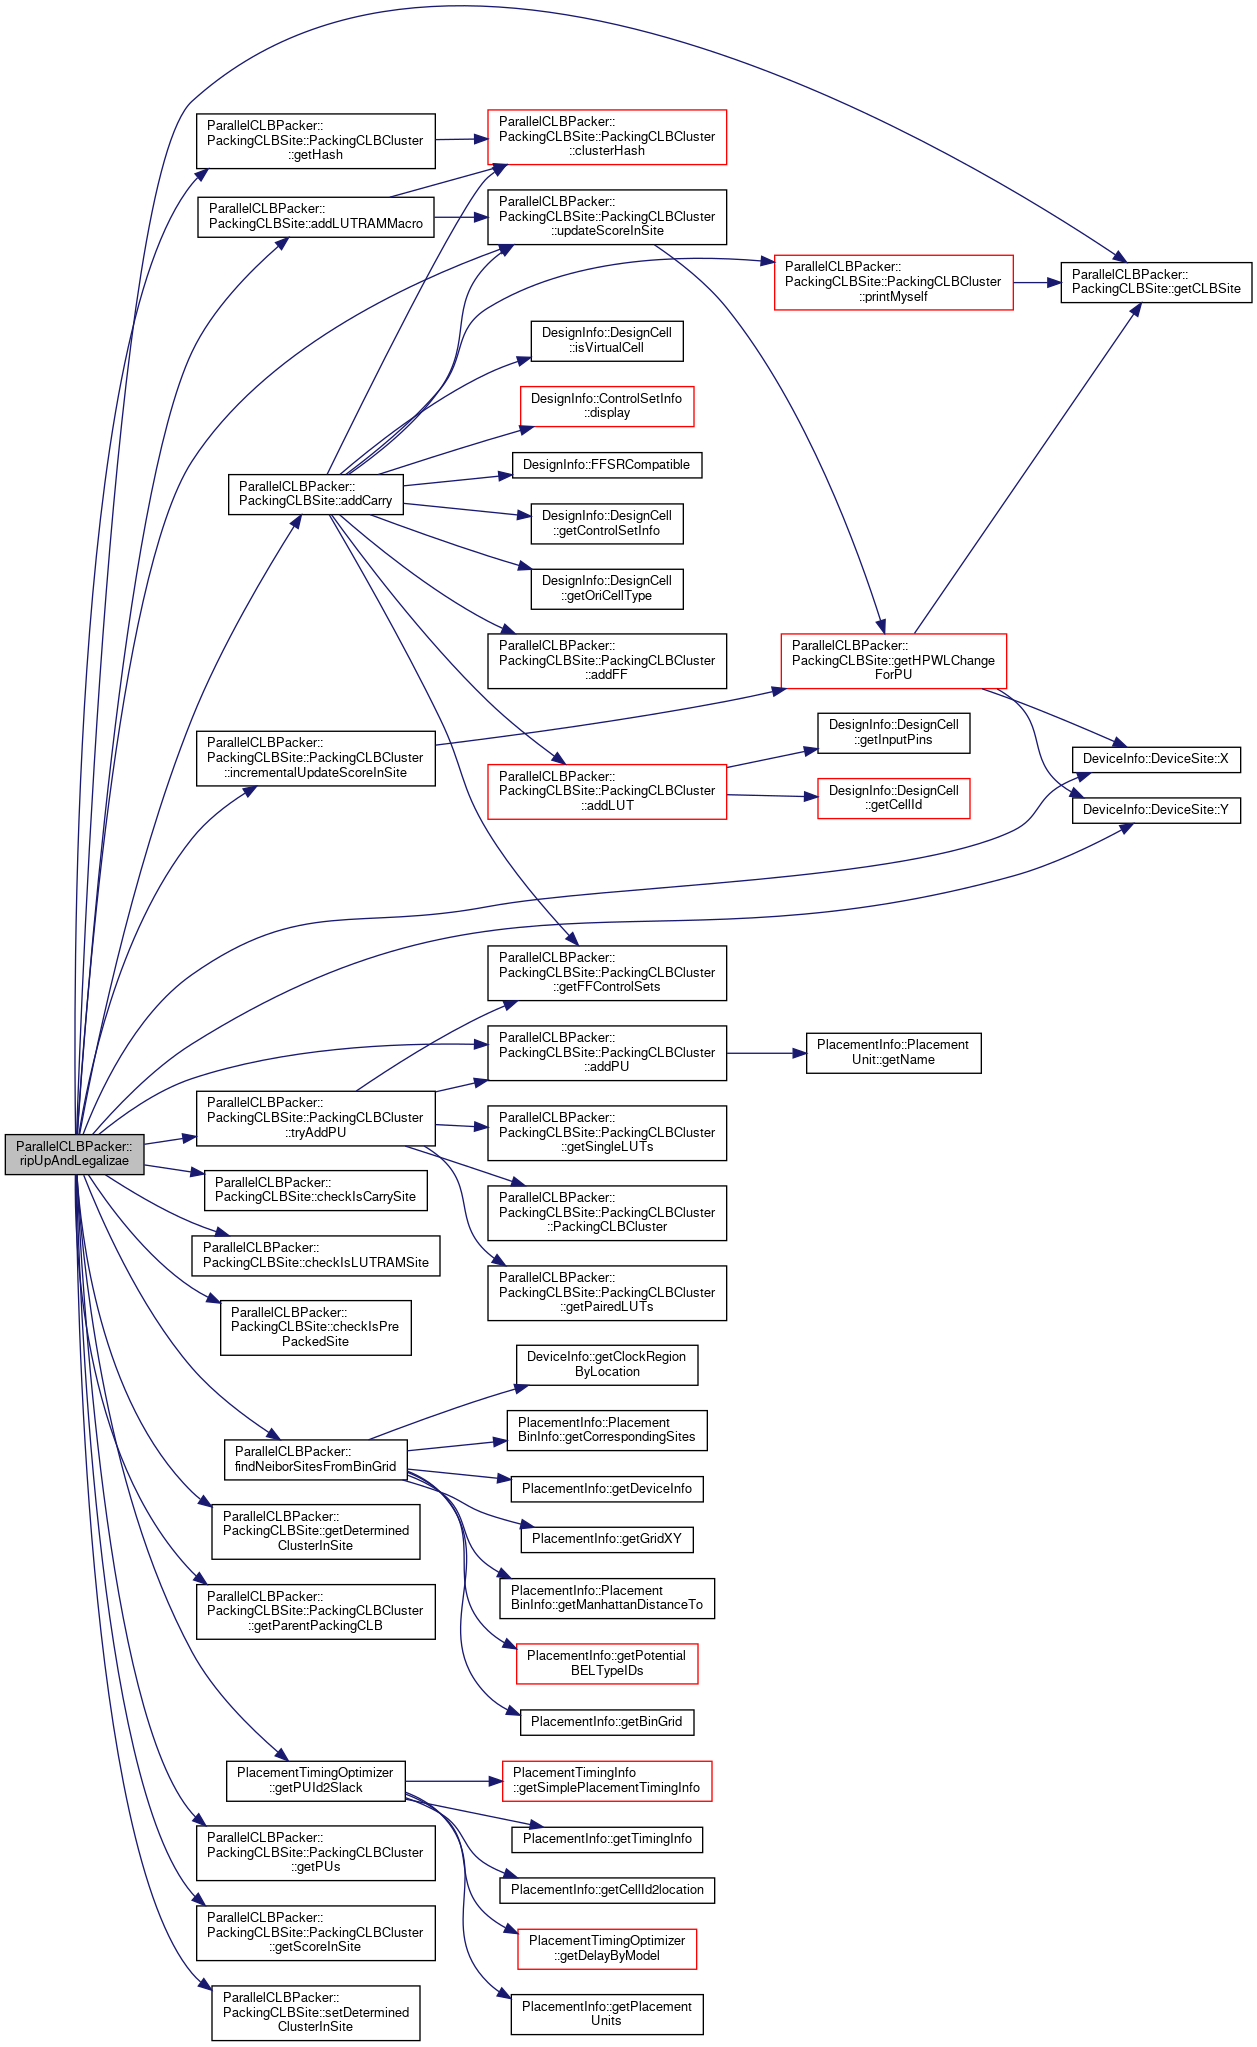 ParallelCLBPacker::
ripUpAndLegalizae
ParallelCLBPacker::
PackingCLBSite::PackingCLBCluster
::getHash
ParallelCLBPacker::
PackingCLBSite::PackingCLBCluster
::clusterHash
ParallelCLBPacker::
PackingCLBSite::addLUTRAMMacro
ParallelCLBPacker::
PackingCLBSite::PackingCLBCluster
::updateScoreInSite
ParallelCLBPacker::
PackingCLBSite::PackingCLBCluster
::printMyself
ParallelCLBPacker::
PackingCLBSite::getCLBSite
DesignInfo::DesignCell
::isVirtualCell
DesignInfo::ControlSetInfo
::display
DesignInfo::FFSRCompatible
ParallelCLBPacker::
PackingCLBSite::addCarry
DesignInfo::DesignCell
::getControlSetInfo
DesignInfo::DesignCell
::getOriCellType
ParallelCLBPacker::
PackingCLBSite::PackingCLBCluster
::addFF
ParallelCLBPacker::
PackingCLBSite::getHPWLChange
ForPU
ParallelCLBPacker::
PackingCLBSite::PackingCLBCluster
::incrementalUpdateScoreInSite
ParallelCLBPacker::
PackingCLBSite::PackingCLBCluster
::addLUT
DesignInfo::DesignCell
::getInputPins
DesignInfo::DesignCell
::getCellId
DeviceInfo::DeviceSite::X
DeviceInfo::DeviceSite::Y
ParallelCLBPacker::
PackingCLBSite::PackingCLBCluster
::getFFControlSets
ParallelCLBPacker::
PackingCLBSite::PackingCLBCluster
::addPU
PlacementInfo::Placement
Unit::getName
ParallelCLBPacker::
PackingCLBSite::PackingCLBCluster
::tryAddPU
ParallelCLBPacker::
PackingCLBSite::PackingCLBCluster
::getSingleLUTs
ParallelCLBPacker::
PackingCLBSite::checkIsCarrySite
ParallelCLBPacker::
PackingCLBSite::PackingCLBCluster
::PackingCLBCluster
ParallelCLBPacker::
PackingCLBSite::checkIsLUTRAMSite
ParallelCLBPacker::
PackingCLBSite::PackingCLBCluster
::getPairedLUTs
ParallelCLBPacker::
PackingCLBSite::checkIsPre
PackedSite
DeviceInfo::getClockRegion
ByLocation
ParallelCLBPacker::
findNeiborSitesFromBinGrid
PlacementInfo::Placement
BinInfo::getCorrespondingSites
PlacementInfo::getDeviceInfo
PlacementInfo::getGridXY
ParallelCLBPacker::
PackingCLBSite::getDetermined
ClusterInSite
PlacementInfo::Placement
BinInfo::getManhattanDistanceTo
ParallelCLBPacker::
PackingCLBSite::PackingCLBCluster
::getParentPackingCLB
PlacementInfo::getPotential
BELTypeIDs
PlacementInfo::getBinGrid
PlacementTimingOptimizer
::getPUId2Slack
PlacementTimingInfo
::getSimplePlacementTimingInfo
PlacementInfo::getTimingInfo
ParallelCLBPacker::
PackingCLBSite::PackingCLBCluster
::getPUs
PlacementInfo::getCellId2location
ParallelCLBPacker::
PackingCLBSite::PackingCLBCluster
::getScoreInSite
PlacementTimingOptimizer
::getDelayByModel
ParallelCLBPacker::
PackingCLBSite::setDetermined
ClusterInSite
PlacementInfo::getPlacement
Units